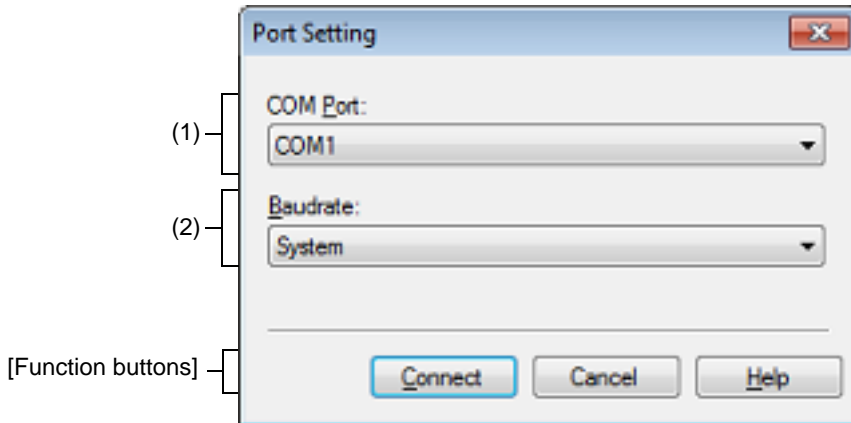 Port Setting
COM Port:
(1)
COM1
Baudrate:
(2)
System
[Function buttons]
Connect Cancel Help